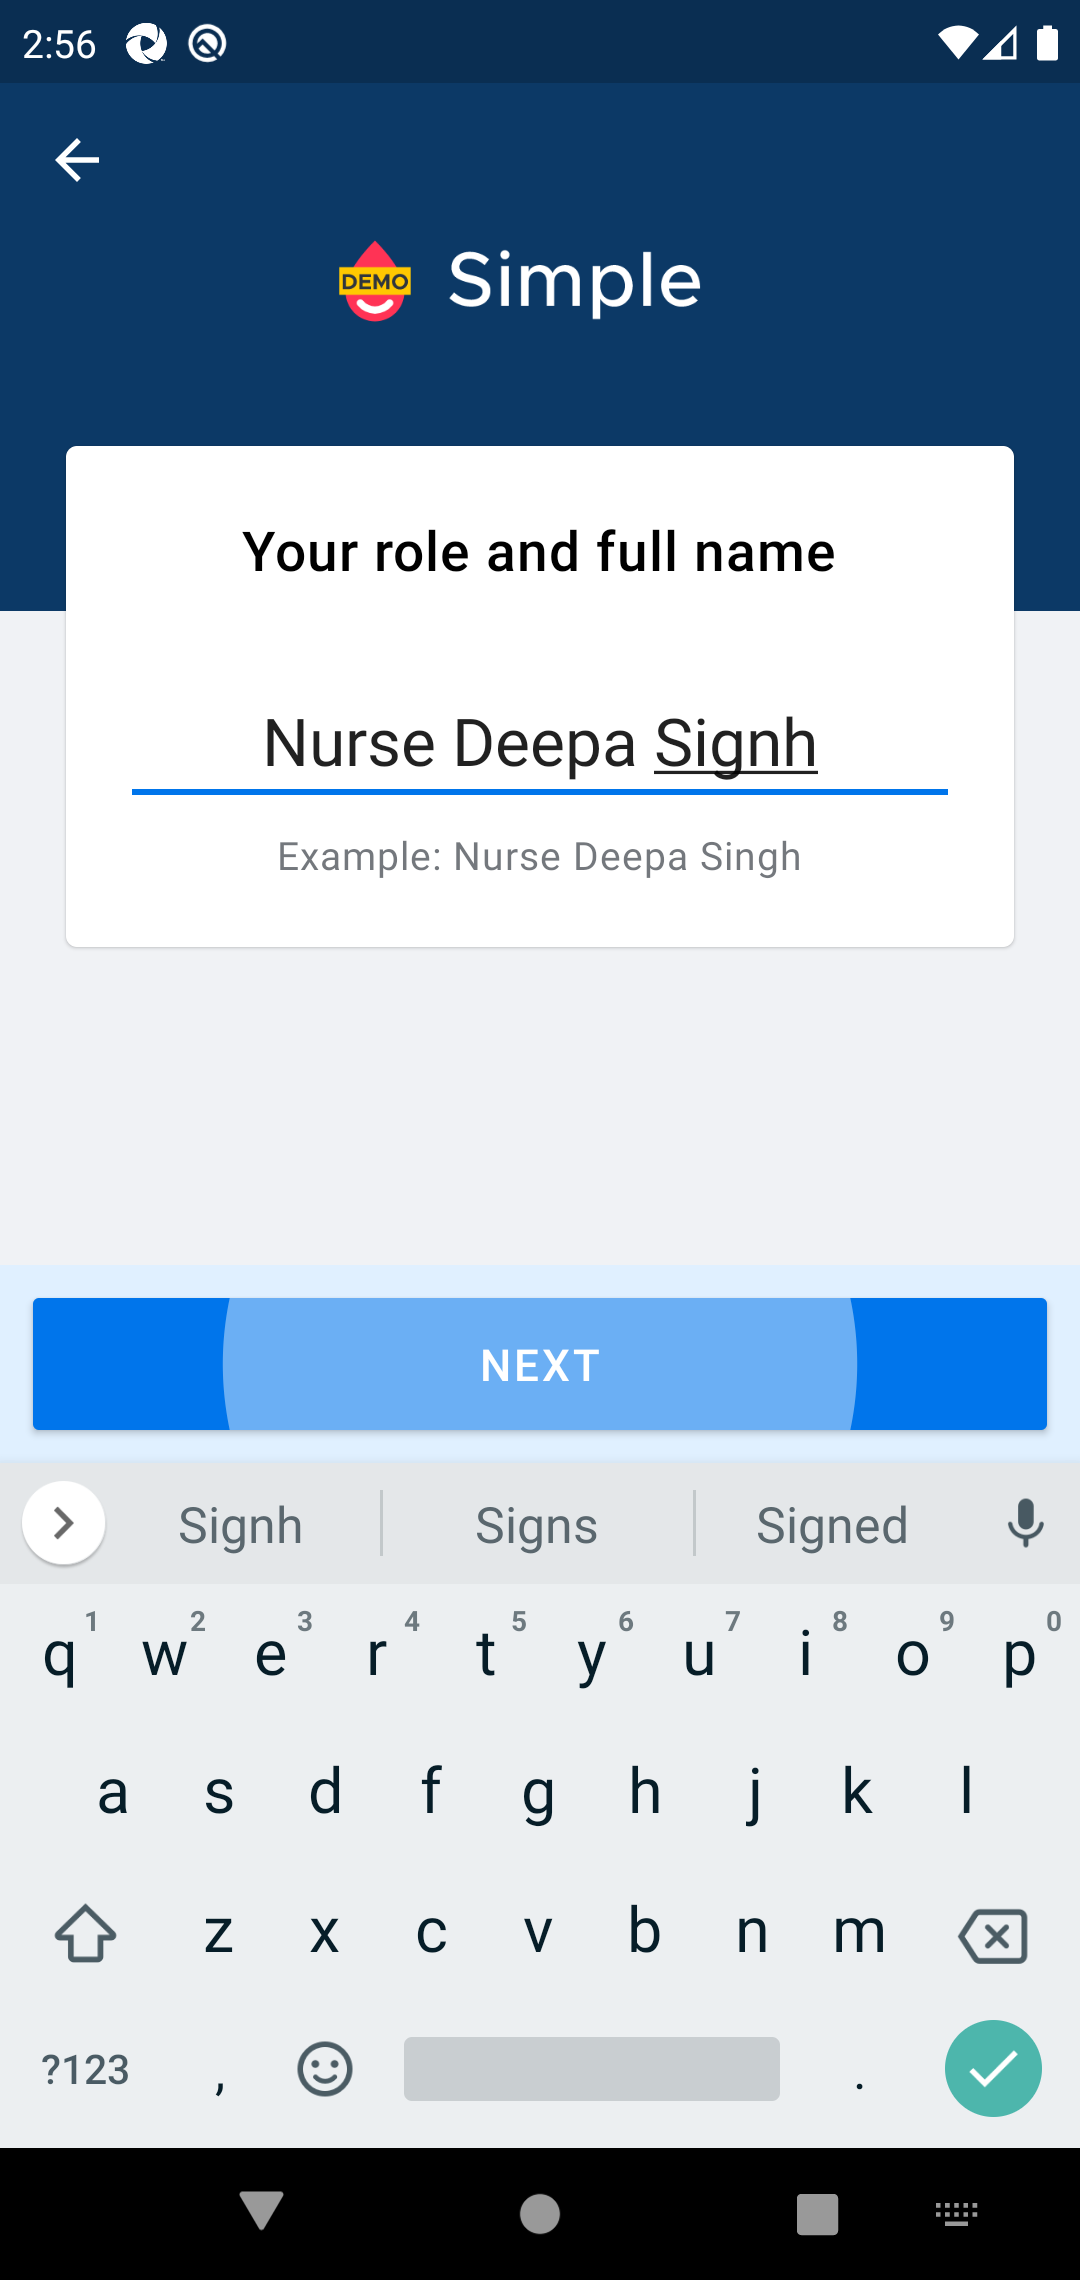 2:56
DEMO Simple
Your role and full name
Nurse Deepa Signh
Example: Nurse Deepa Singh
NEXT
Signh Signs Signed
1 2 3 4 5 6 7 8 9 0
q w e r t y u i o p
a s d f g h j k l
z x c v b n m
?123 , .